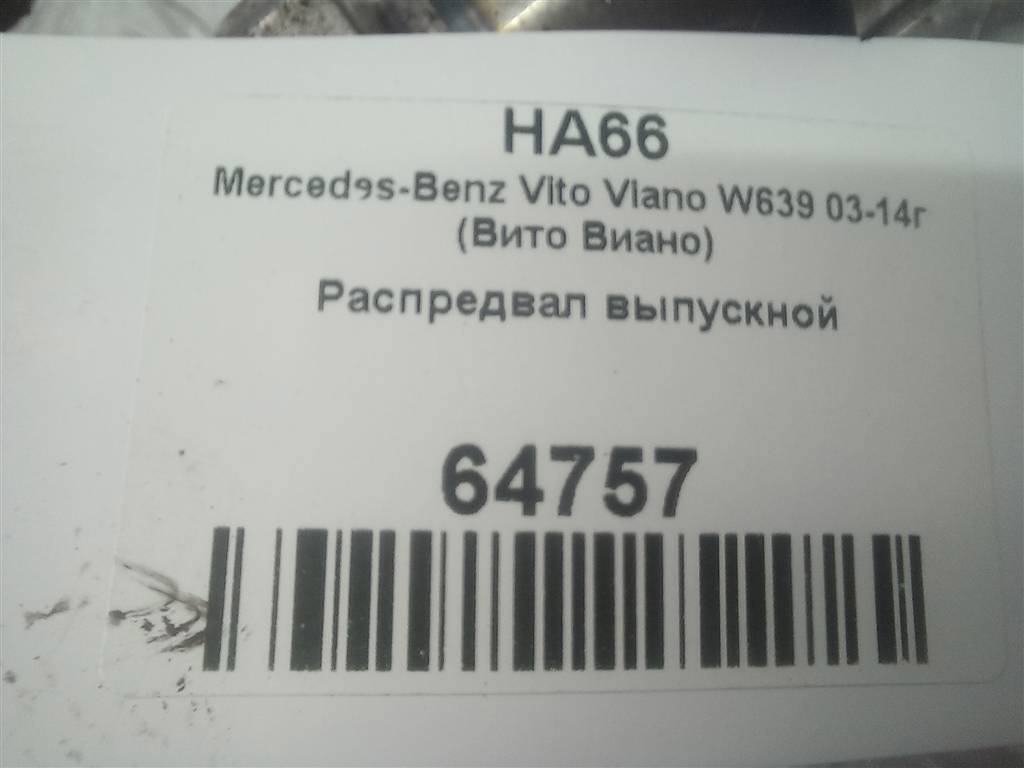 HA66
Mercedes-Benz Vito Viano W639 03-14г
(Вито Виано)
Распредвал выпускной
64757